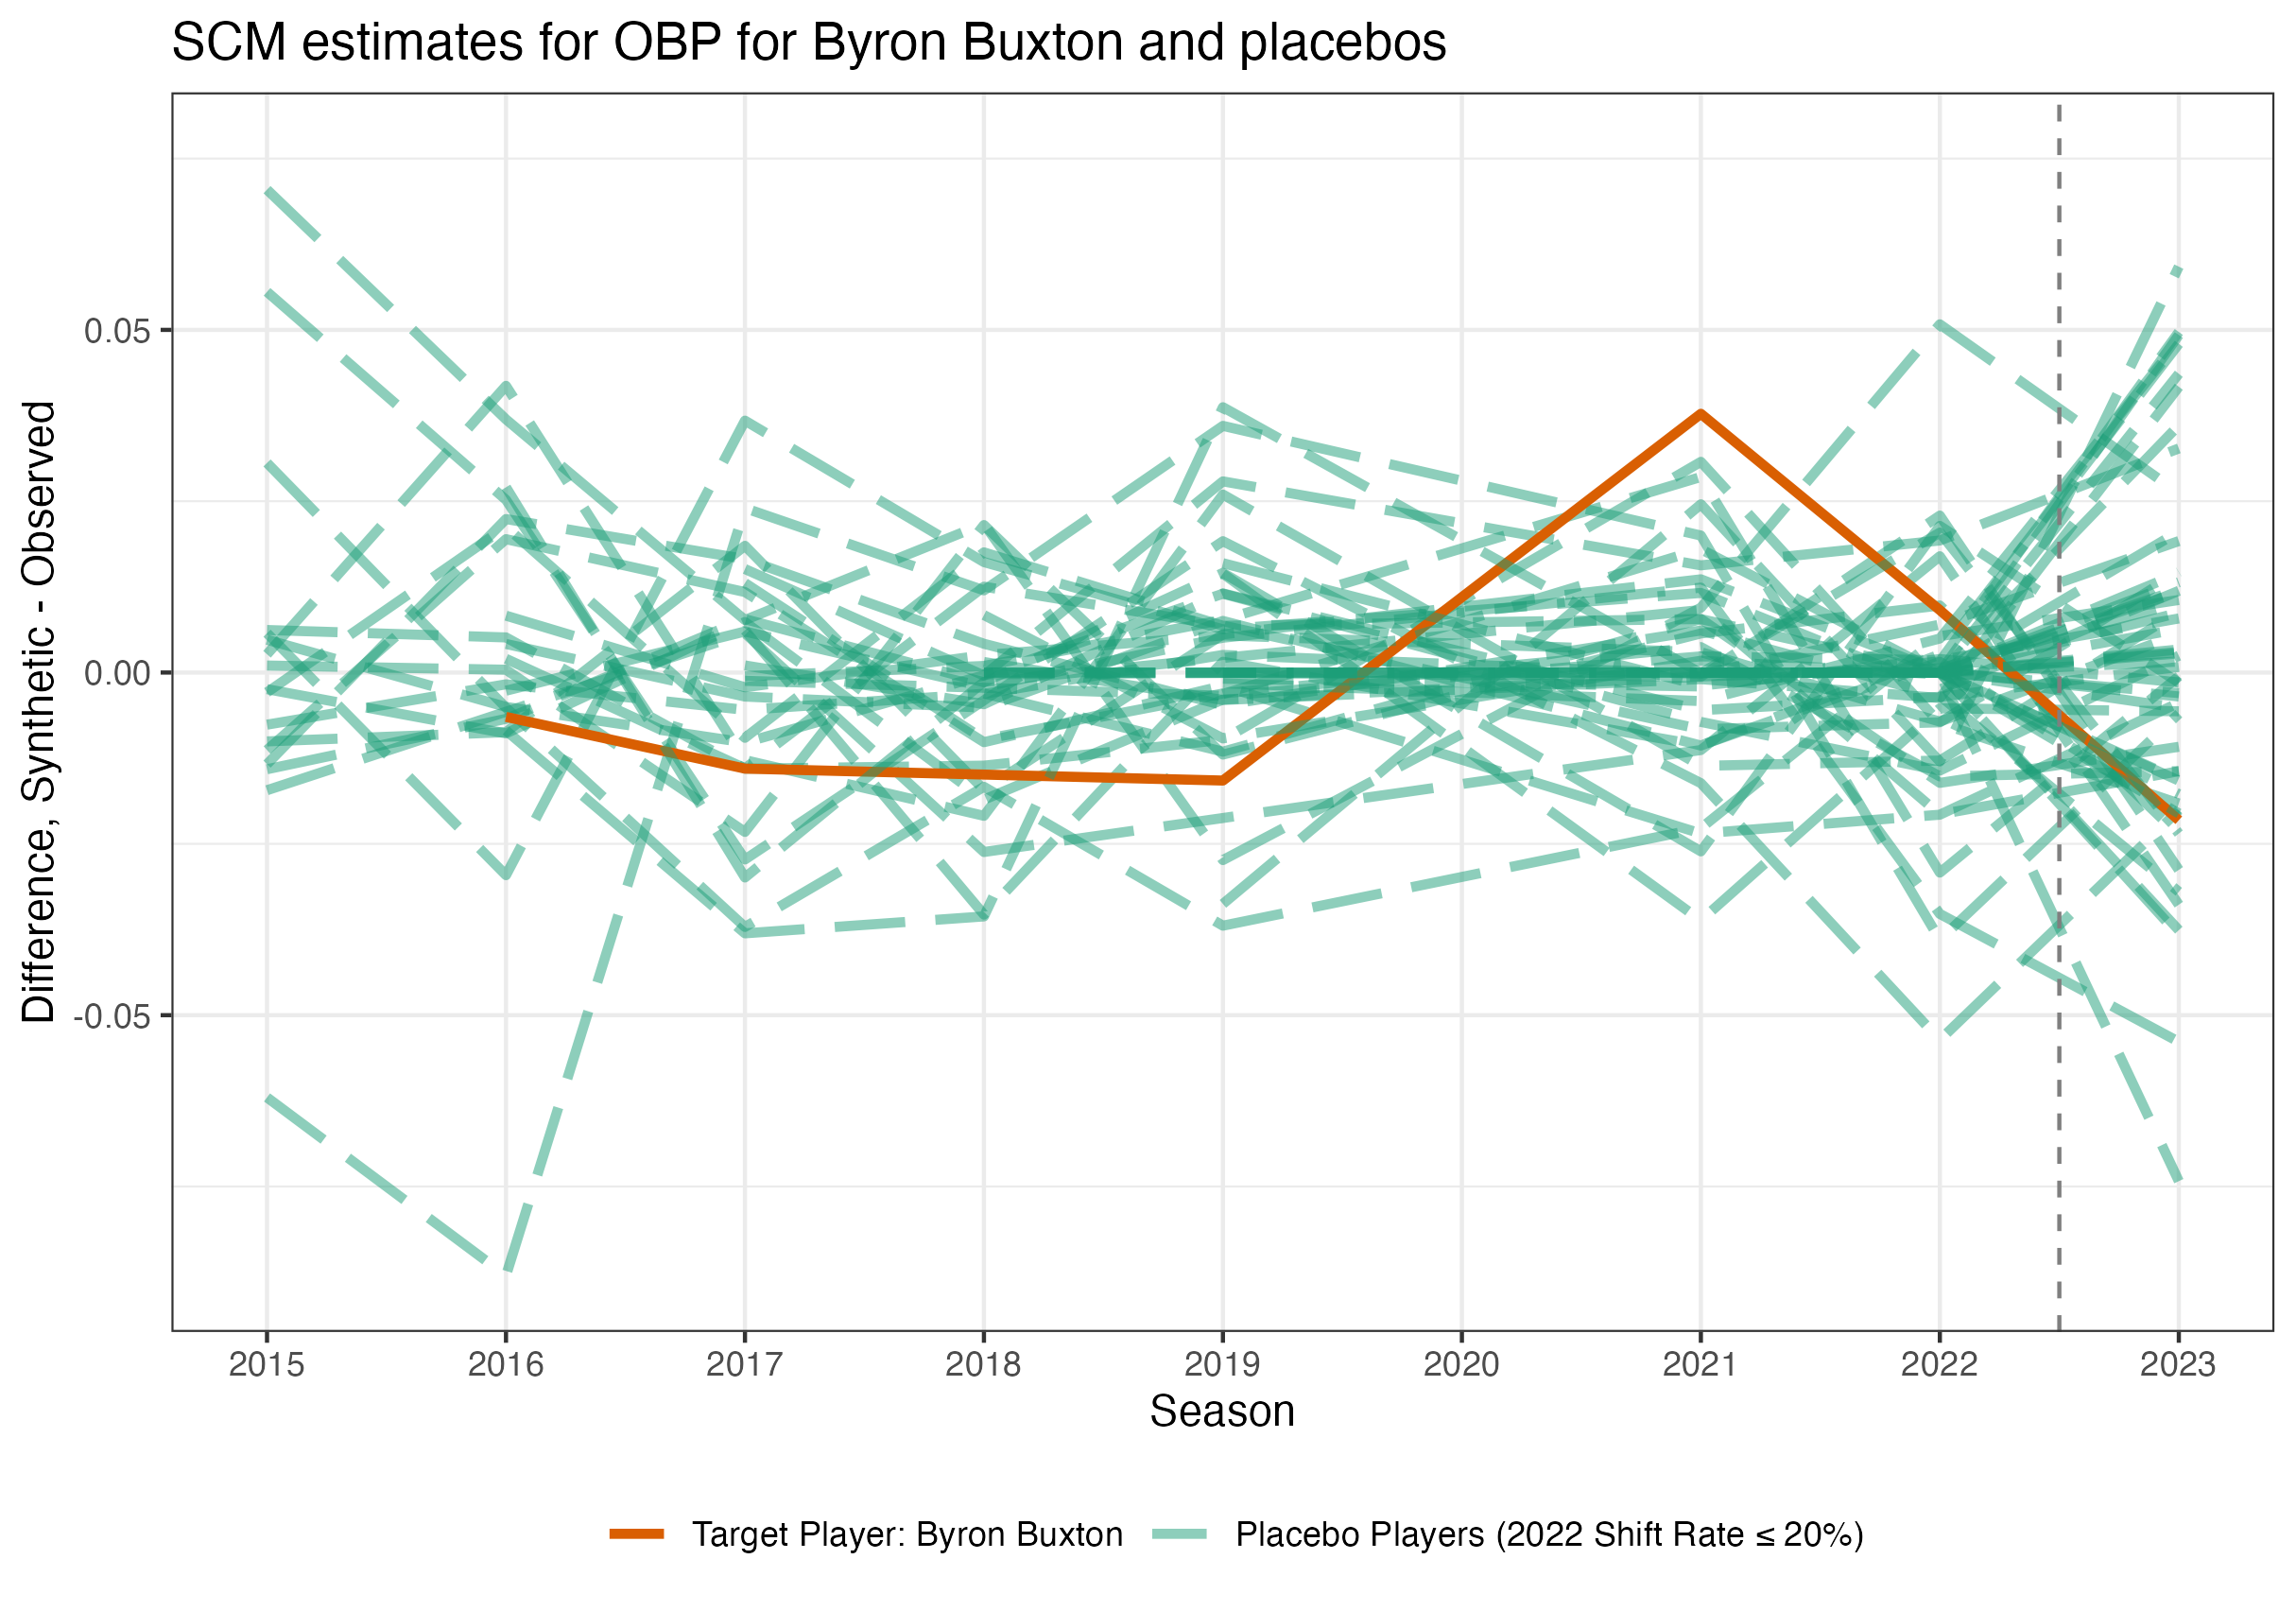 SCM estimates for OBP for Byron Buxton and placebos
Difference, Synthetic - Observed
0.05
0.00
-0.05
2015 2016 2017 2018 2019 2020 2021 2022 2023
Season
Target Player: Byron Buxton Placebo Players (2022 Shift Rate ≤ 20%)